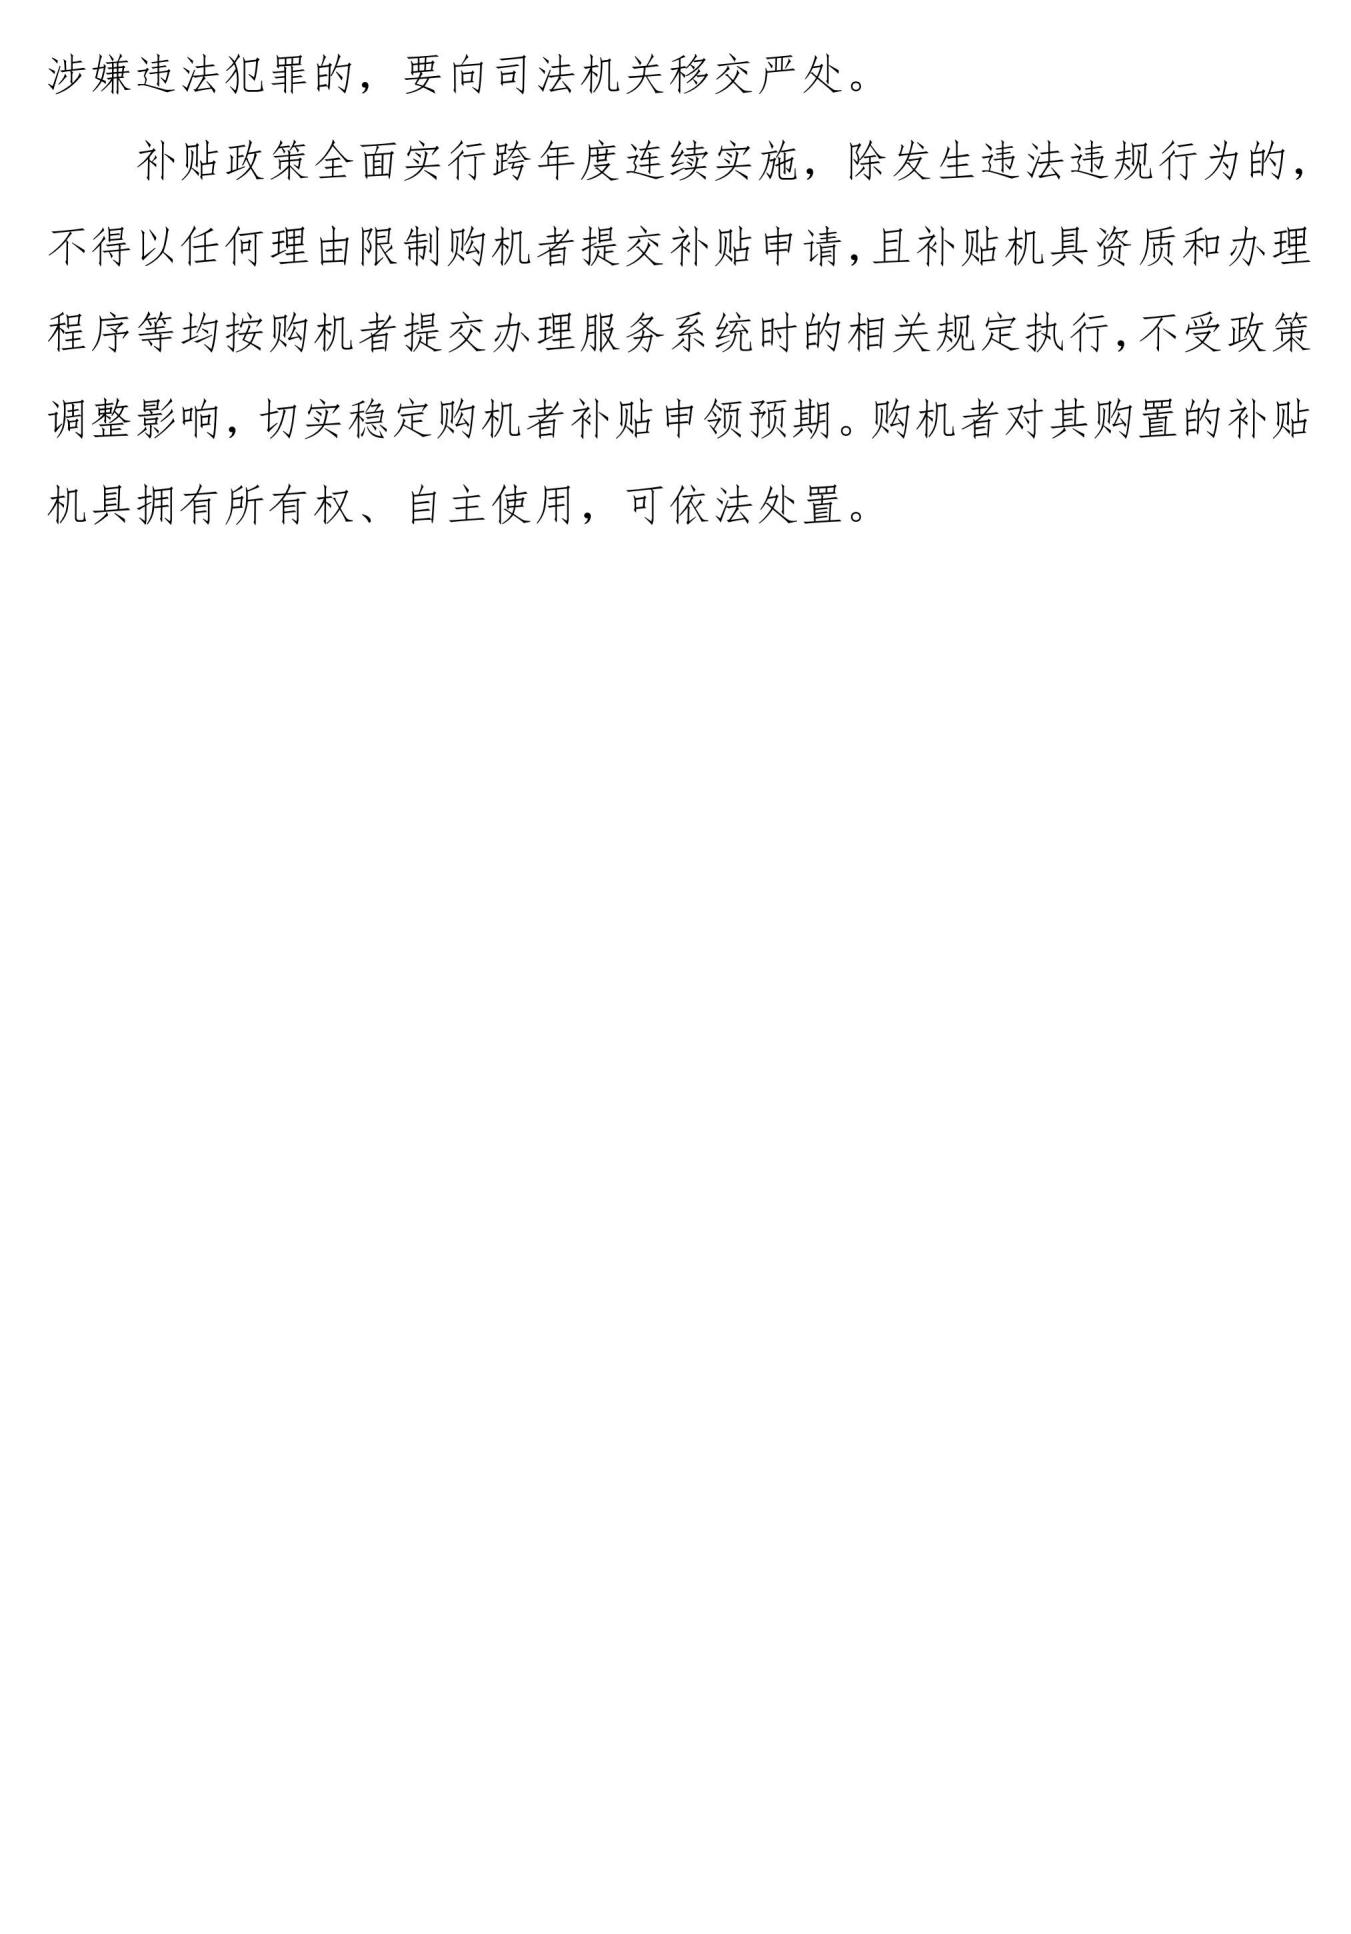 涉嫌违法犯罪的，要向司法机关移交严处。
补贴政策全面实行跨年度连续实施，除发生违法违规行为的，
不得以任何理由限制购机者提交补贴申请，且补贴机具资质和办理
程序等均按购机者提交办理服务系统时的相关规定执行，不受政策
调整影响，切实稳定购机者补贴申领预期。购机者对其购置的补贴
机具拥有所有权、自主使用，可依法处置。